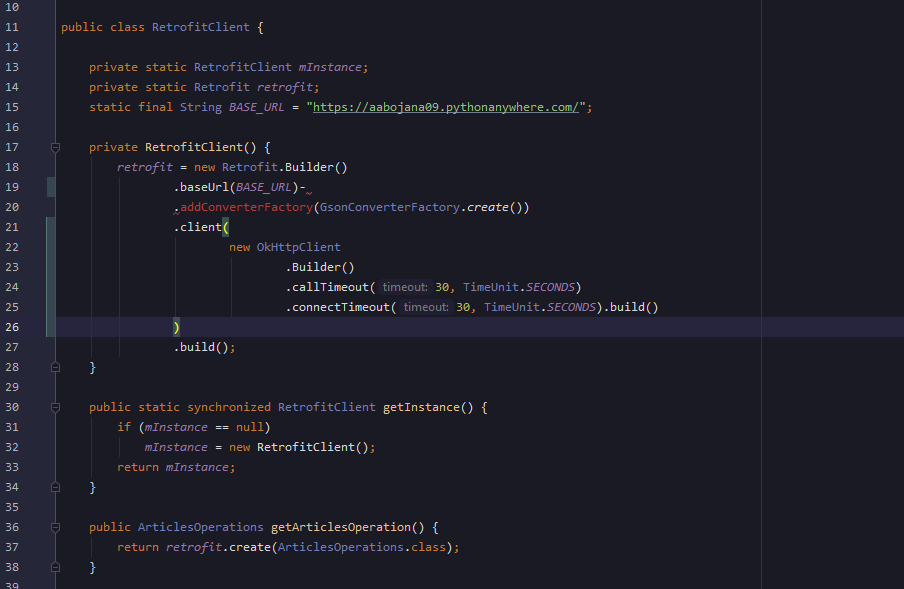 10
11 public class RetrofitClient {
12
13 private static RetrofitClient mInstance;
14 private static Retrofit retrofit;
15 static final String BASE_URL = "https://aabojana09.pythonanywhere.com/";
16
17 private RetrofitClient() {
18 retrofit = new Retrofit.Builder()
19 .baseUrl(BASE_URL)-
20 .addConverterFactory(GsonConverterFactory.create())
21 .client(
22 new OkHttpClient
23 .Builder()
24 .callTimeout( timeout: 30, TimeUnit.SECONDS)
25 .connectTimeout( timeout: 30, TimeUnit.SECONDS).build()
26 )
27 .build();
28 }
29
30 public static synchronized RetrofitClient getInstance() {
31 if (mInstance == null)
32 mInstance = new RetrofitClient();
33 return mInstance;
34 }
35
36 public ArticlesOperations getArticlesOperation() {
37 return retrofit.create(ArticlesOperations.class);
38 }
39